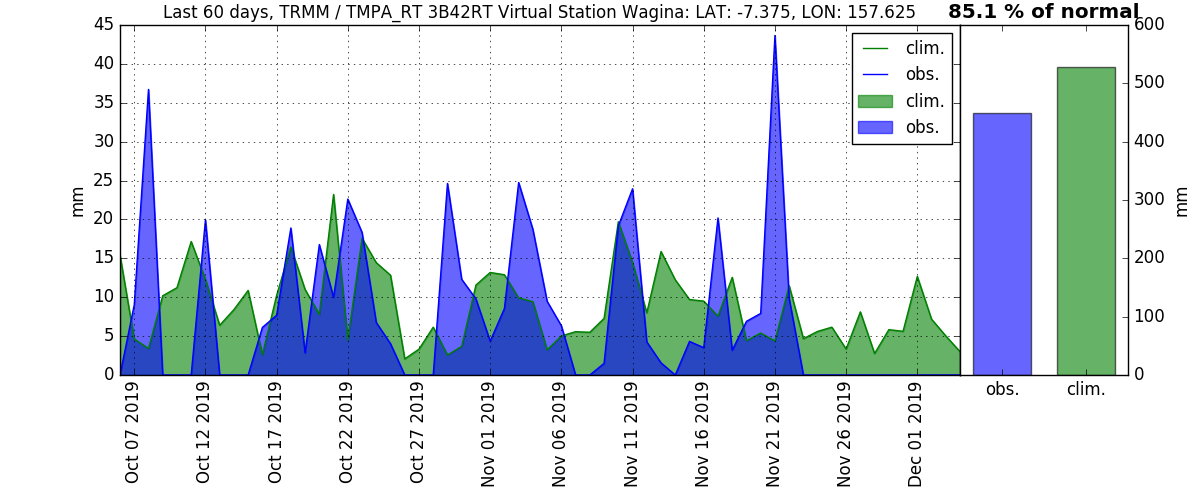 Last 60 days, TRMM / TMPA_RT 3B42RT Virtual Station Wagina: LAT: -7.375, LON: 157.625
85.1 % of normal
45
40
35
30
25
20
15
10
5
0
mm
clim.
obs.
clim.
obs.
Oct 07 2019
Oct 12 2019
Oct 17 2019
Oct 22 2019
Oct 27 2019
Nov 01 2019
Nov 06 2019
Nov 11 2019
Nov 16 2019
Nov 21 2019
Nov 26 2019
Dec 01 2019
600
500
400
300
200
100
0
mm
obs.
clim.